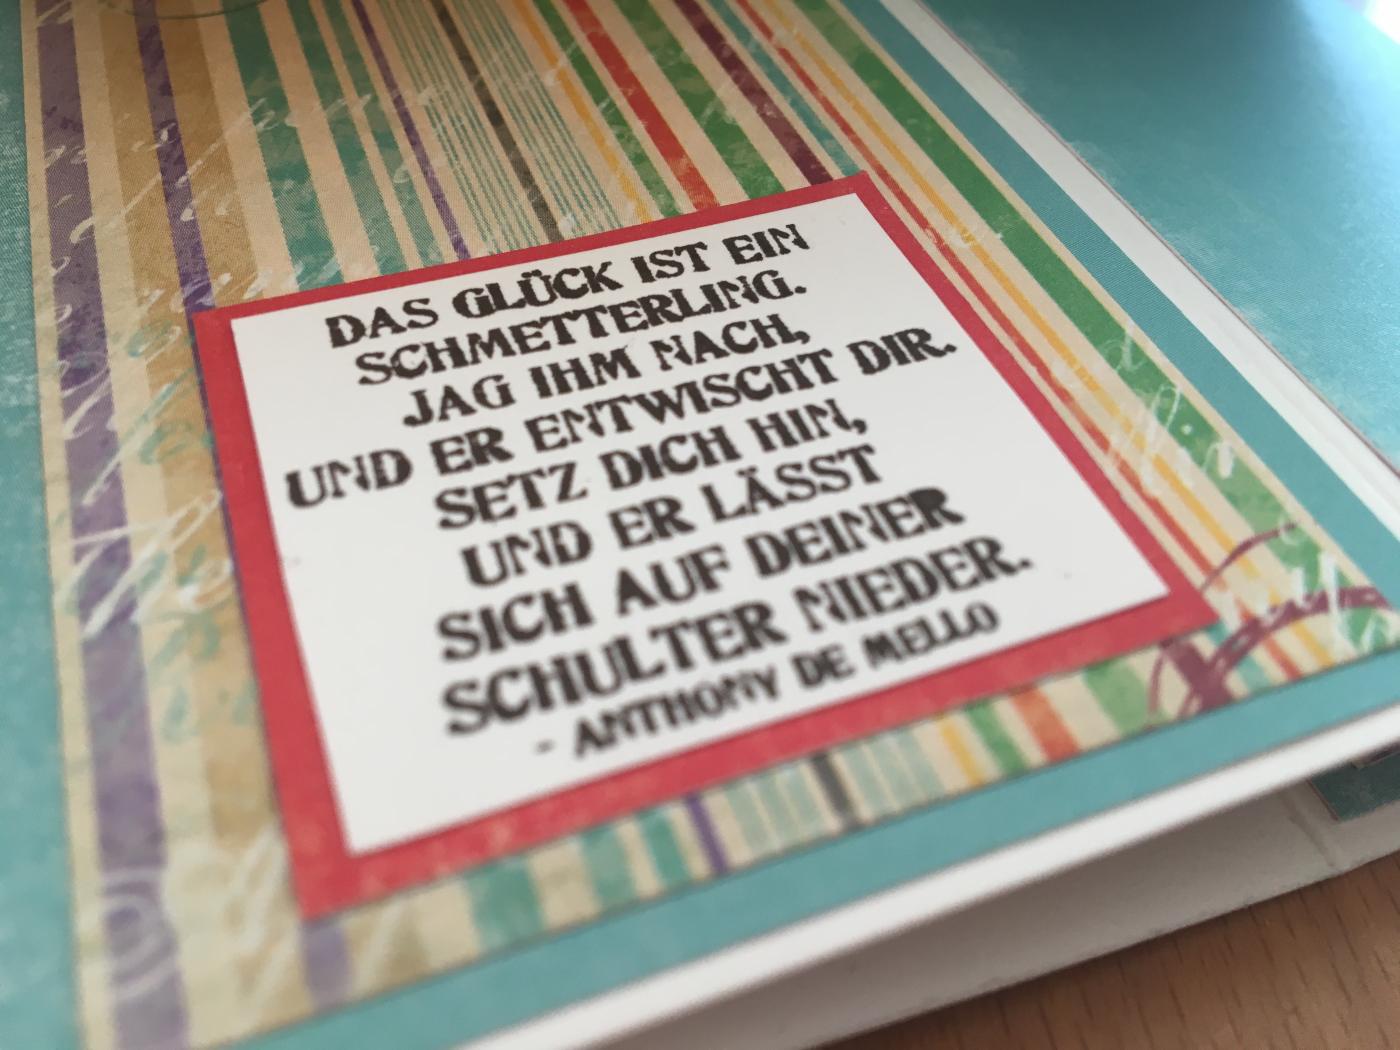 DAS GLÜCK IST EIN
SCHMETTERLING.
JAG IHM NACH,
UND ER ENTWISCHT DIR.
SETZ DICH HIN,
UND ER LÄSST
SICH AUF DEINER
SCHULTER NIEDER.
- ANTHONY DE MELLO